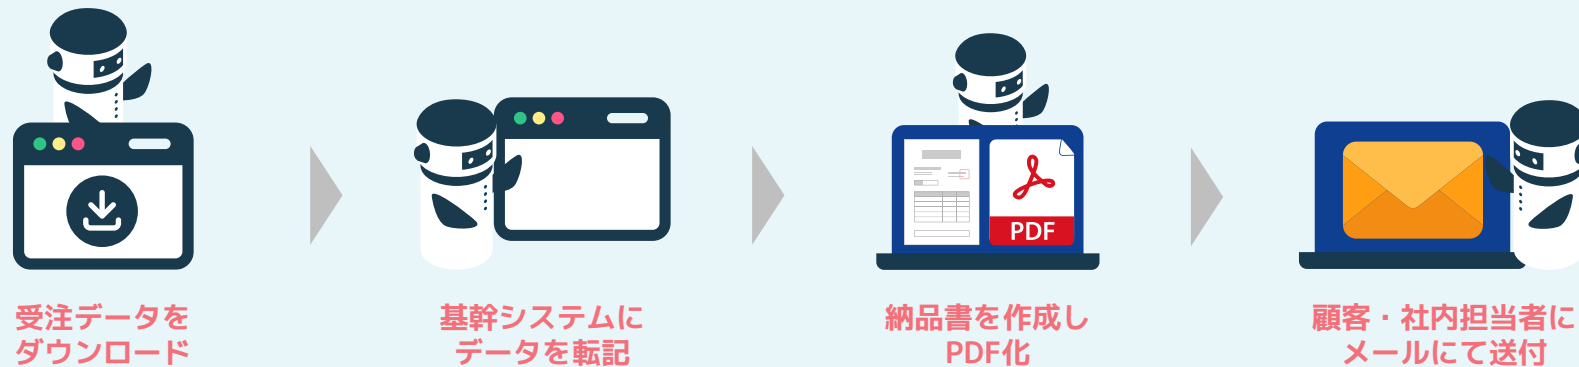 PDF
受注データを
ダウンロード
基幹システムに
データを転記
納品書を作成し
PDF化
顧客・社内担当者に
メールにて送付